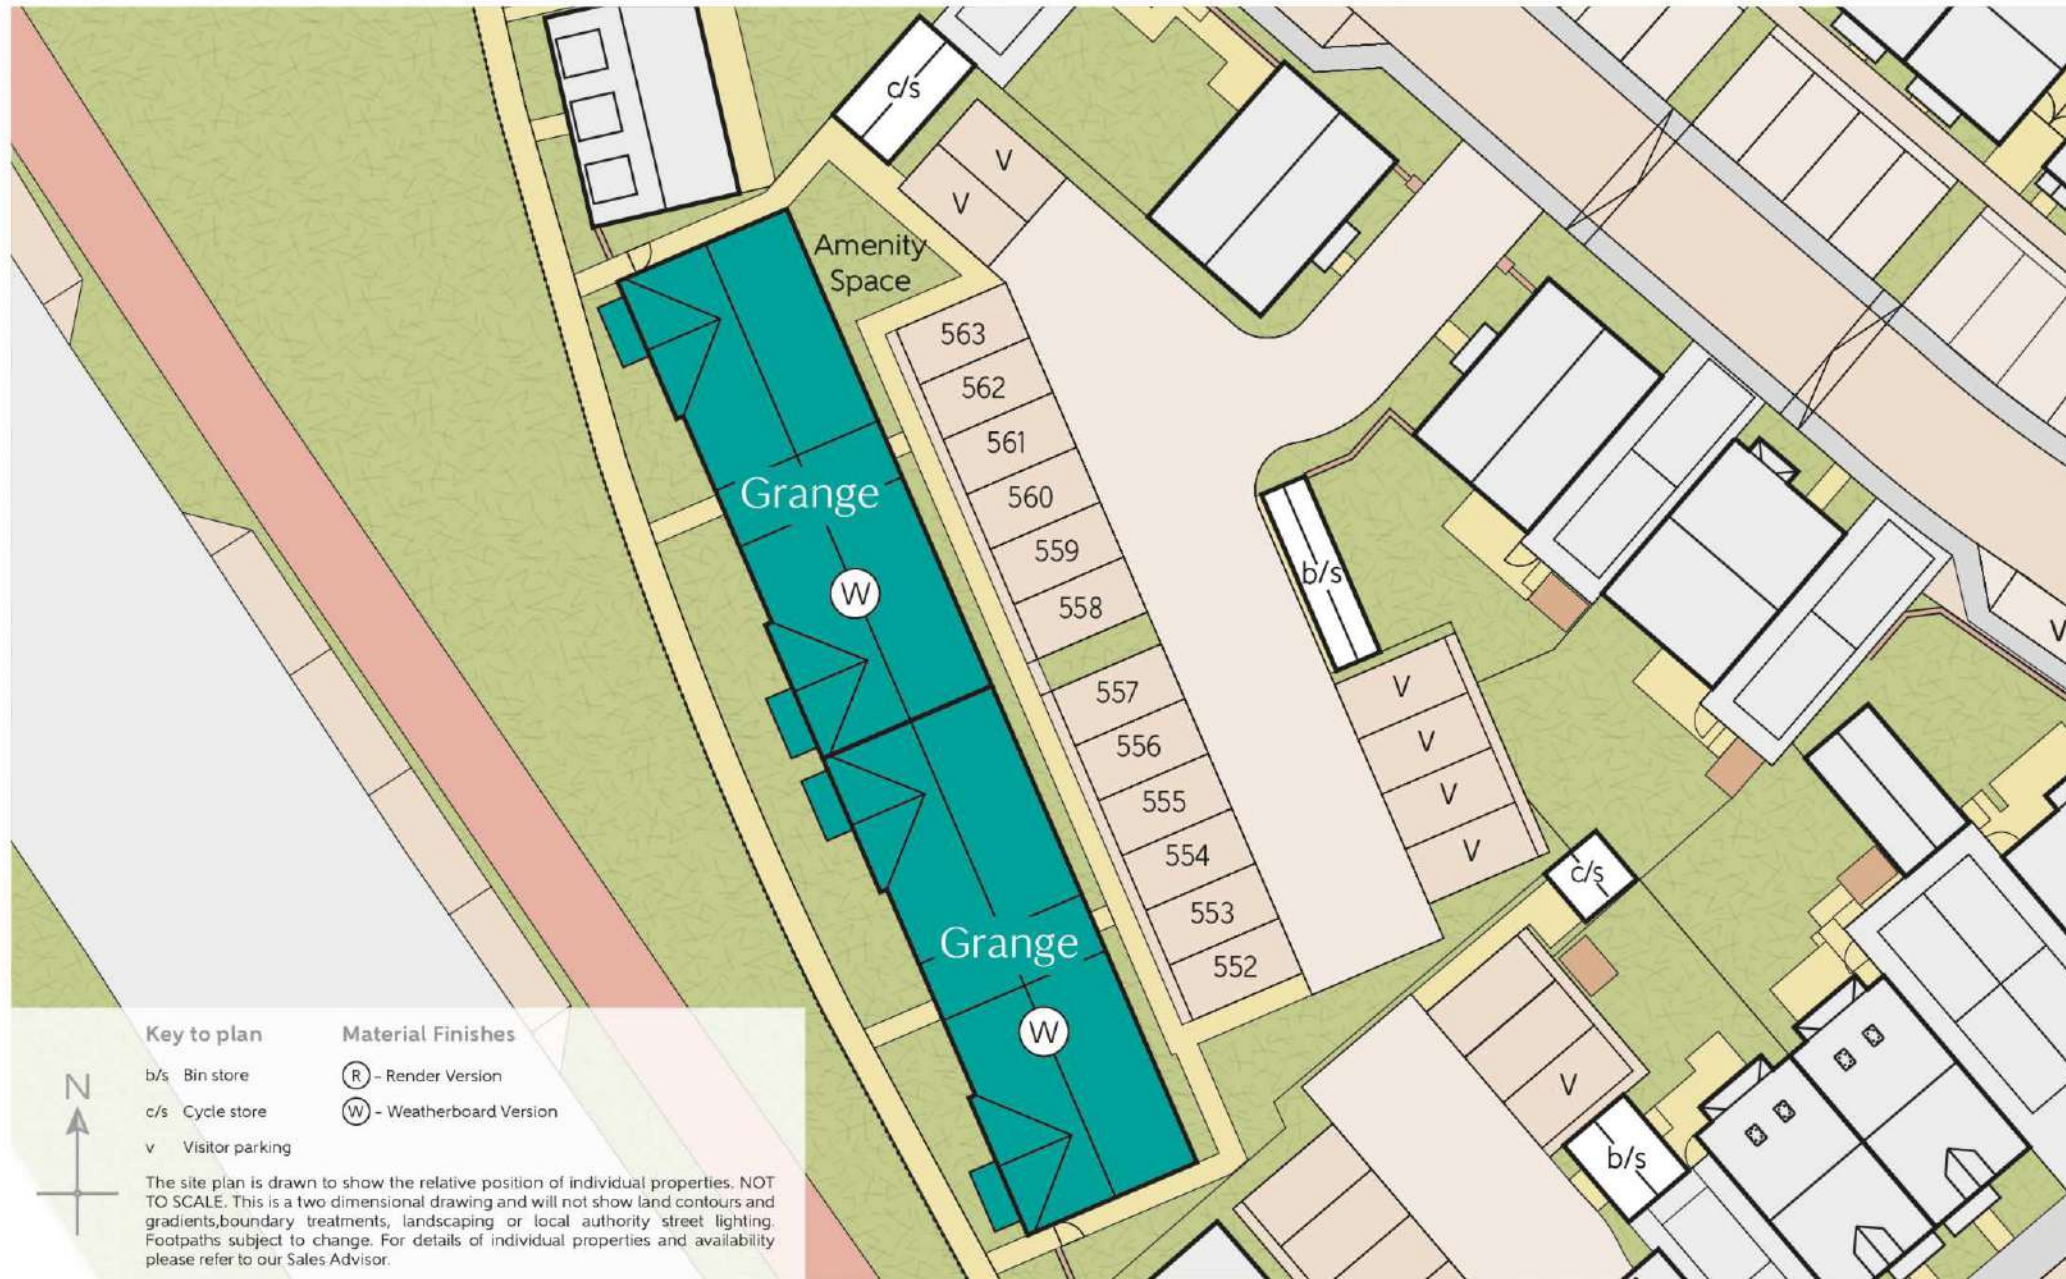 c/s
V
V
Amenity
Space
563
562
561
560
559
558
557
556
555
554
553
552
Grange
W
Grange
W
b/s
V
V
V
V
V
c/s
V
b/s
N
Key to plan
b/s Bin store
c/s Cycle store
v Visitor parking
Material Finishes
R - Render Version
W - Weatherboard Version
The site plan is drawn to show the relative position of individual properties. NOT
TO SCALE. This is a two dimensional drawing and will not show land contours and
gradients,boundary treatments, landscaping or local authority street lighting.
Footpaths subject to change. For details of individual properties and availability
please refer to our Sales Advisor.